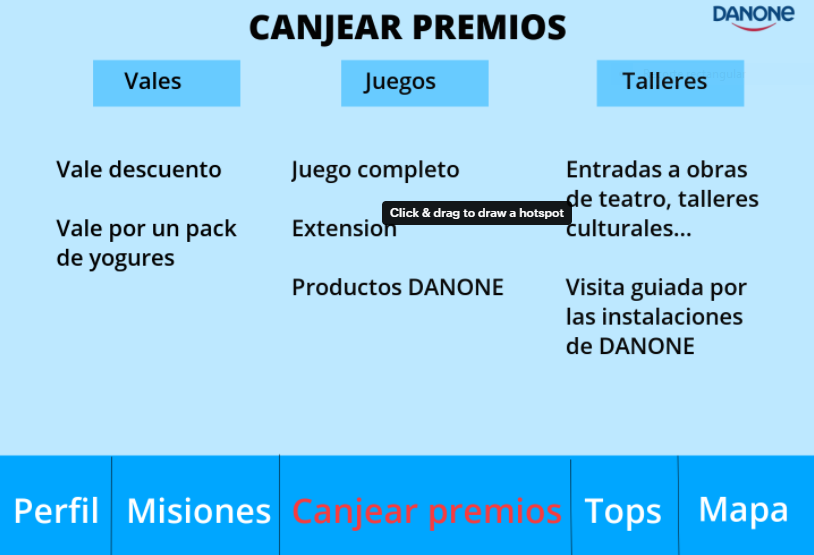 CANJEAR PREMIOS
DANONE
Vales
Juegos
Talleres
Vale descuento
Vale por un pack
de yogures
Juego completo
Extension
Productos DANONE
Click & drag to draw a hotspot
Entradas a obras
de teatro, talleres
culturales...
Visita guiada por
las instalaciones
de DANONE
Perfil
Misiones
Canjear premios
Tops
Mapa